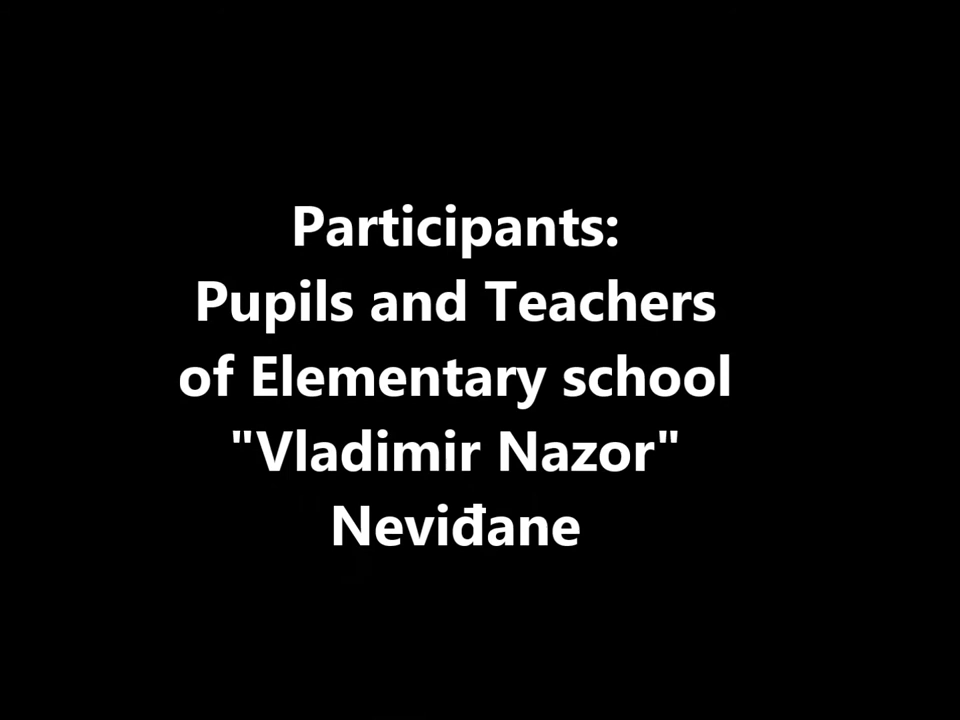 Participants:
Pupils and Teachers
of Elementary school
"Vladimir Nazor"
Neviđane